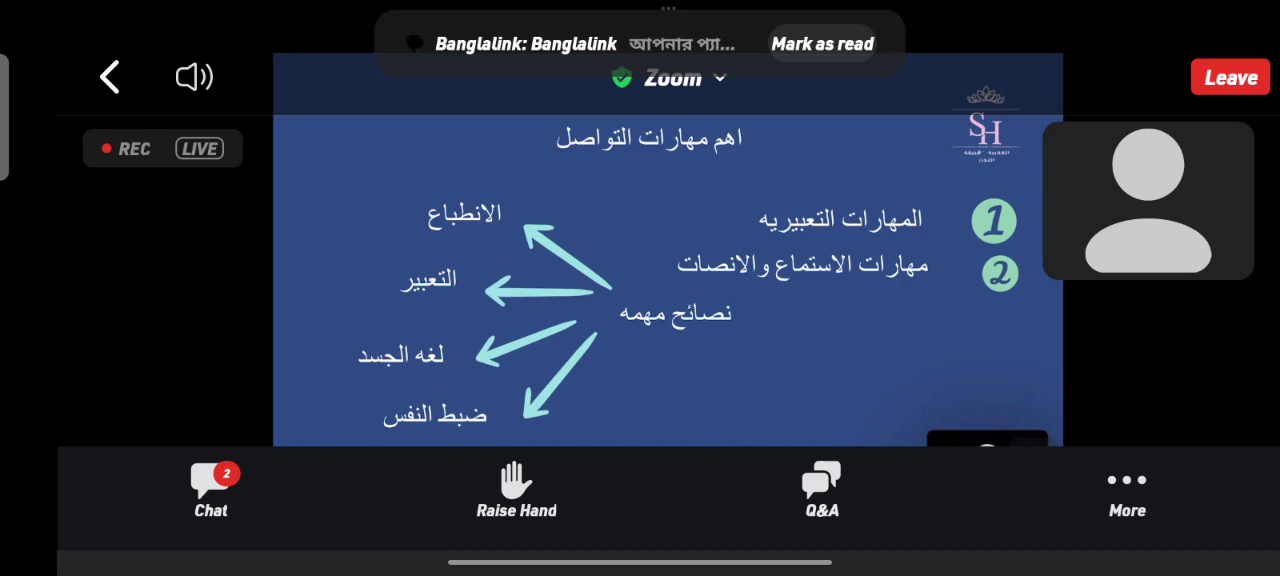 Banglalink: Banglalink আপনার প্যা...
Mark as read
Zoom
Leave
REC
LIVE
SH
اهم مهارات التواصل
1 المهارات التعبيريه
2 مهارات الاستماع والانصات
نصائح مهمه
الانطباع
التعبير
لغه الجسد
ضبط النفس
2
Chat
Raise Hand
Q&A
More